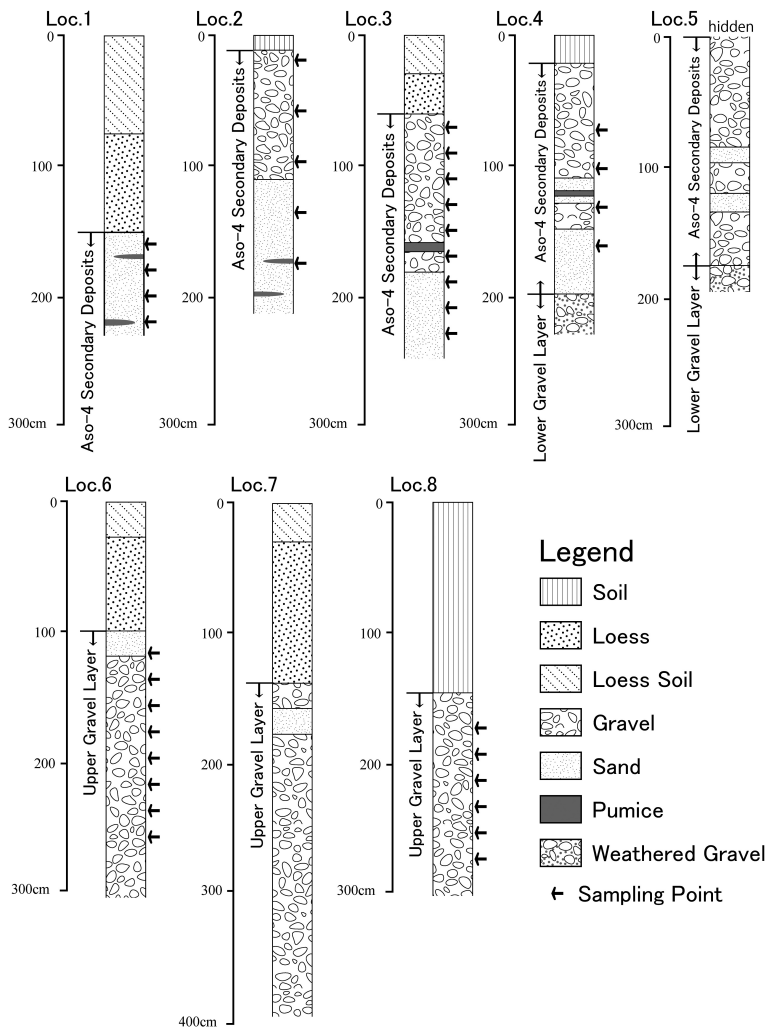 Loc.1
0
100
200
300cm
Aso-4 Secondary Deposits
Loc.2
0
100
200
300cm
Aso-4 Secondary Deposits
Loc.3
0
100
200
300cm
Aso-4 Secondary Deposits
Loc.4
0
100
200
300cm
Aso-4 Secondary Deposits
Lower Gravel Layer
Loc.5
hidden
0
100
200
300cm
Aso-4 Secondary Deposits
Lower Gravel Layer
Loc.6
0
100
200
300cm
Upper Gravel Layer
Loc.7
0
100
200
300
400cm
Upper Gravel Layer
Loc.8
0
100
200
300cm
Upper Gravel Layer
Legend
Soil
Loess
Loess Soil
Gravel
Sand
Pumice
Weathered Gravel
Sampling Point